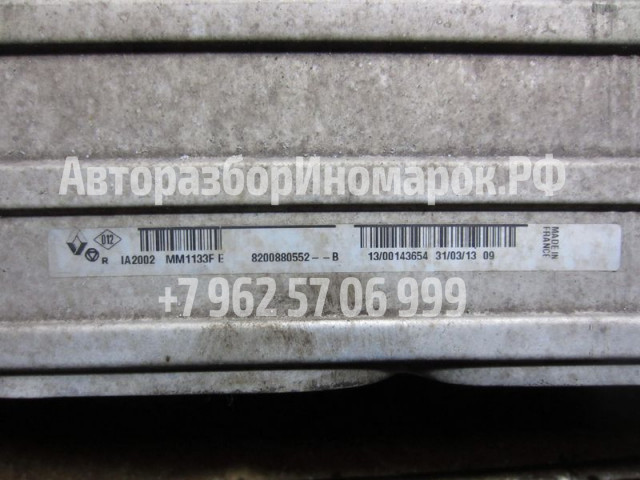 АвторазборИномарок.РФ
D12
R IA2002 MM1133F E 8200880552--B 13/00143654 31/03/13 09
MADE IN
FRANCE
+7 962 57 06 999